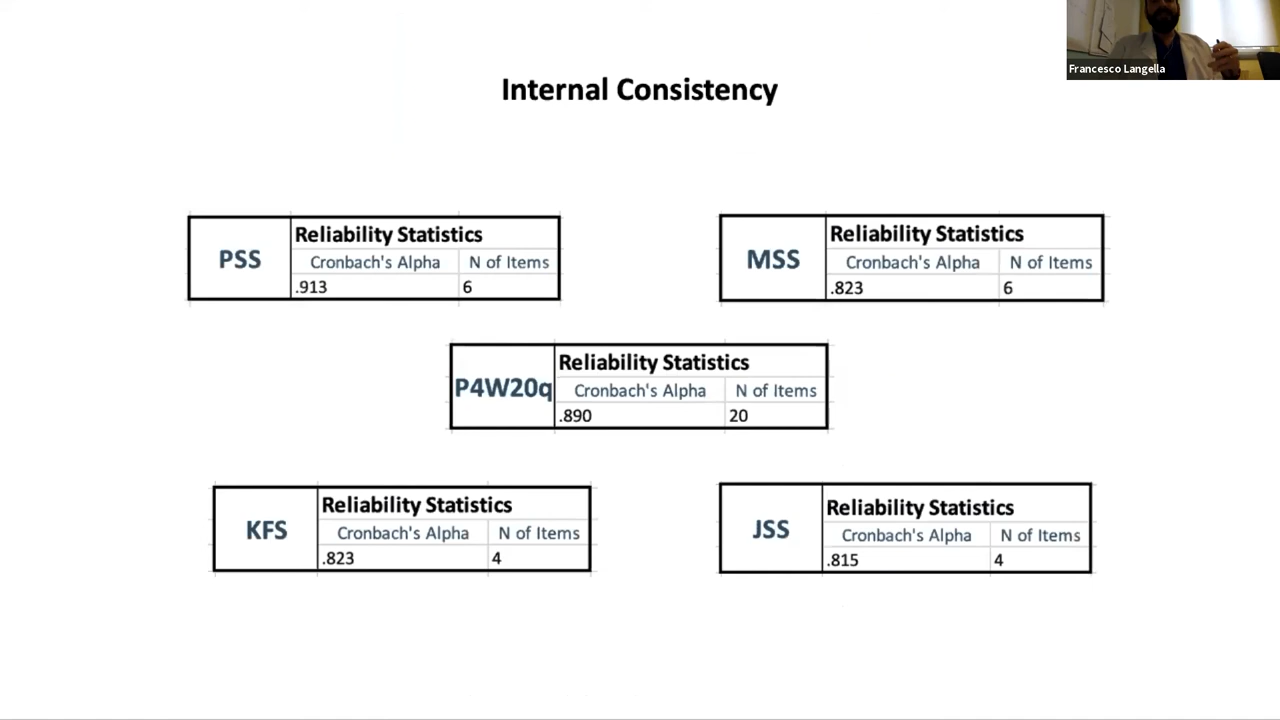 Francesco Langella
Internal Consistency
PSS
Reliability Statistics
Cronbach's Alpha N of Items
.913 6
MSS
Reliability Statistics
Cronbach's Alpha N of Items
.823 6
P4W20q
Reliability Statistics
Cronbach's Alpha N of Items
.890 20
KFS
Reliability Statistics
Cronbach's Alpha N of Items
.823 4
JSS
Reliability Statistics
Cronbach's Alpha N of Items
.815 4